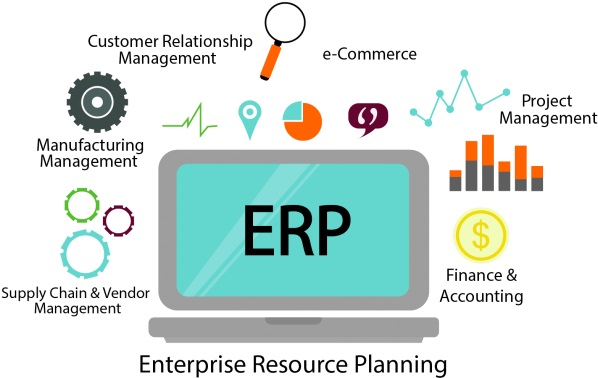 Customer Relationship
Management
e-Commerce
Project
Management
Manufacturing
Management
ERP
$
Finance &
Accounting
Supply Chain & Vendor
Management
Enterprise Resource Planning